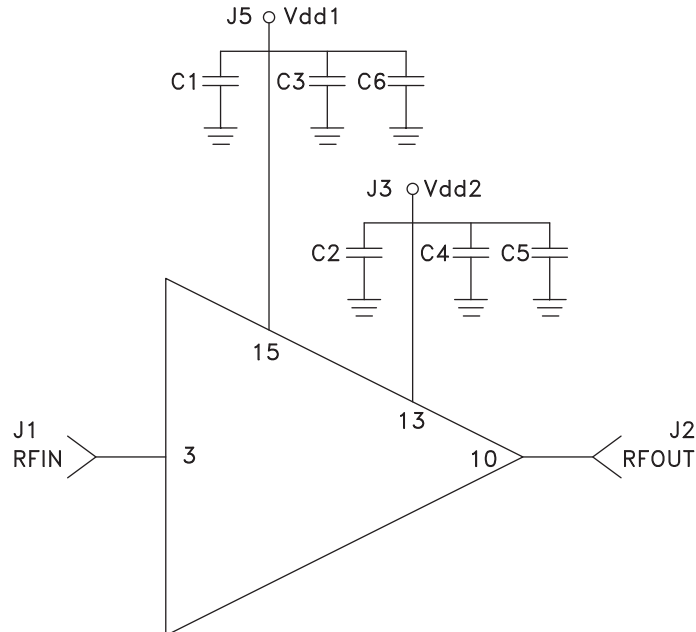 J5 Vdd1
C1 C3 C6
J3 Vdd2
C2 C4 C5
15
13
J1
RFIN
3
10
J2
RFOUT